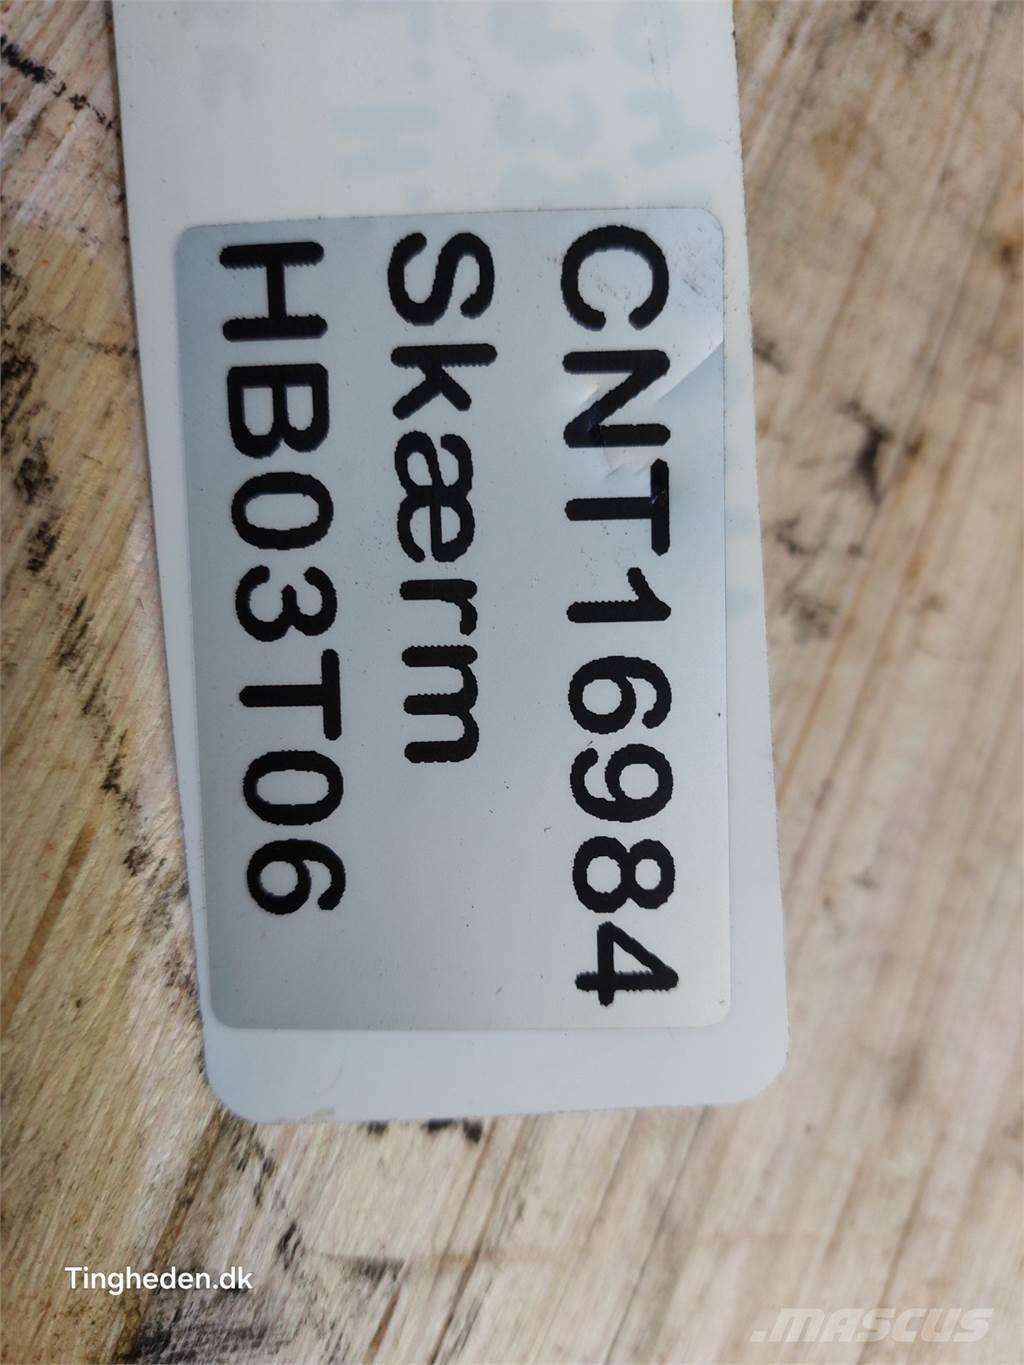 CNT16984
Skærm
HB03T06
Tingheden.dk
.MASCUS